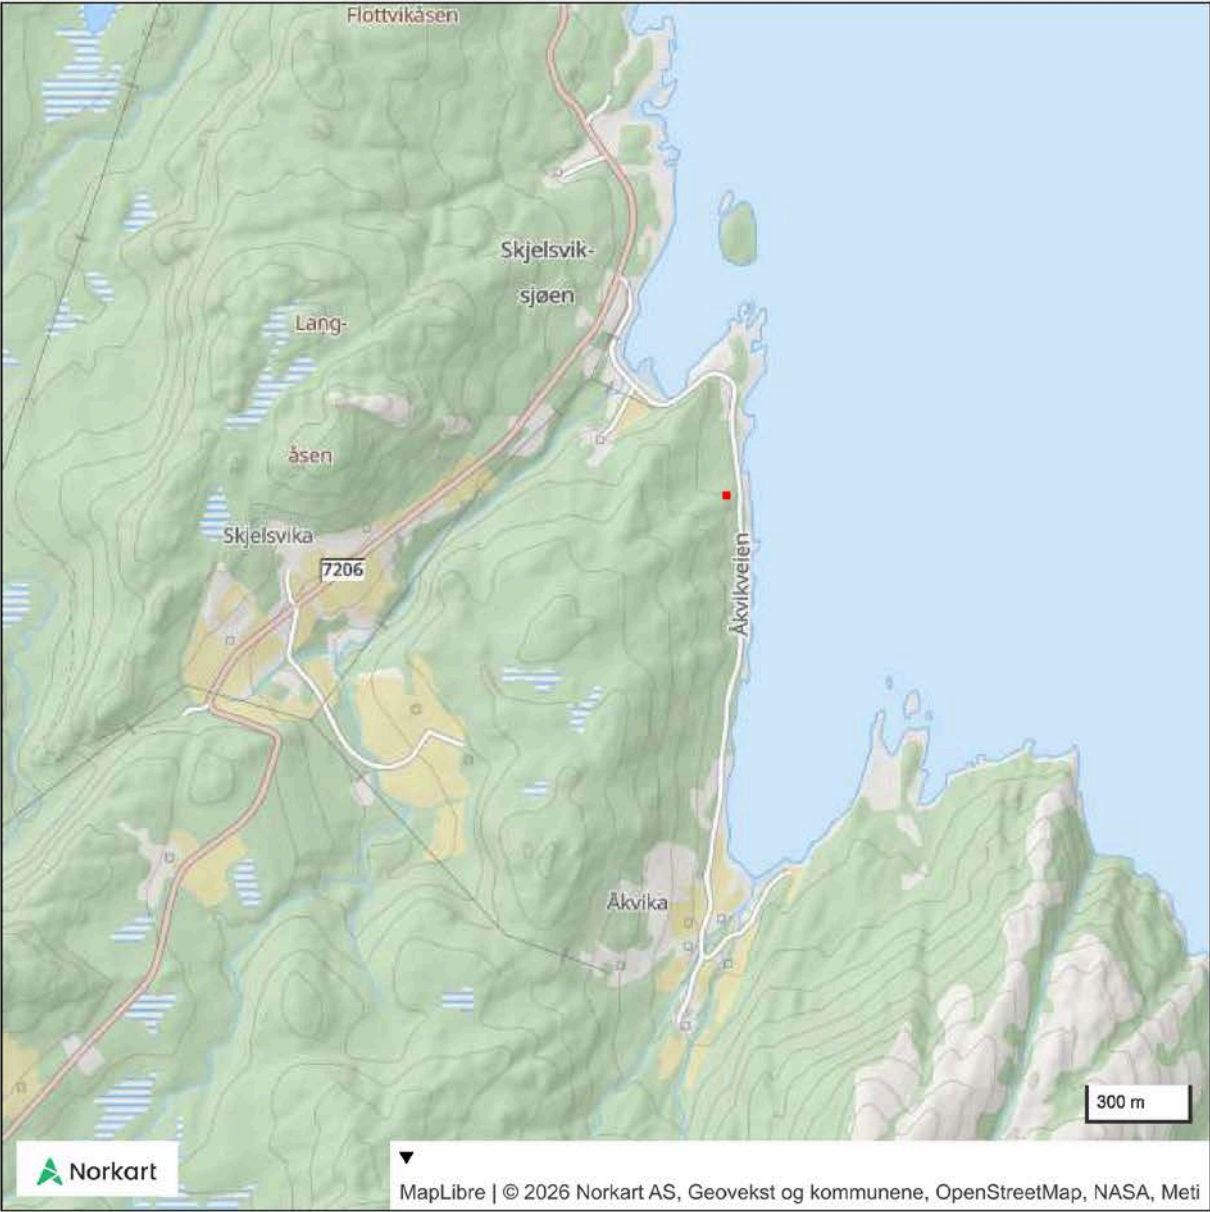 Flottvikåsen
Skjelsvik-
sjøen
Lang-
åsen
Skjelsvika
7206
Åkvikveien
Åkvika
300 m
Norkart
MapLibre | © 2026 Norkart AS, Geovekst og kommunene, OpenStreetMap, NASA, Meti